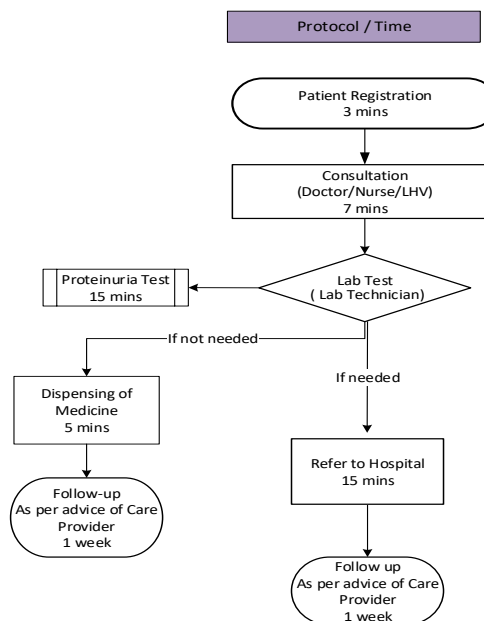 Protocol / Time
Patient Registration
3 mins
Consultation
(Doctor/Nurse/LHV)
7 mins
Lab Test
( Lab Technician)
Proteinuria Test
15 mins
If not needed
If needed
Dispensing of
Medicine
5 mins
Refer to Hospital
15 mins
Follow-up
As per advice of Care
Provider
1 week
Follow up
As per advice of Care
Provider
1 week